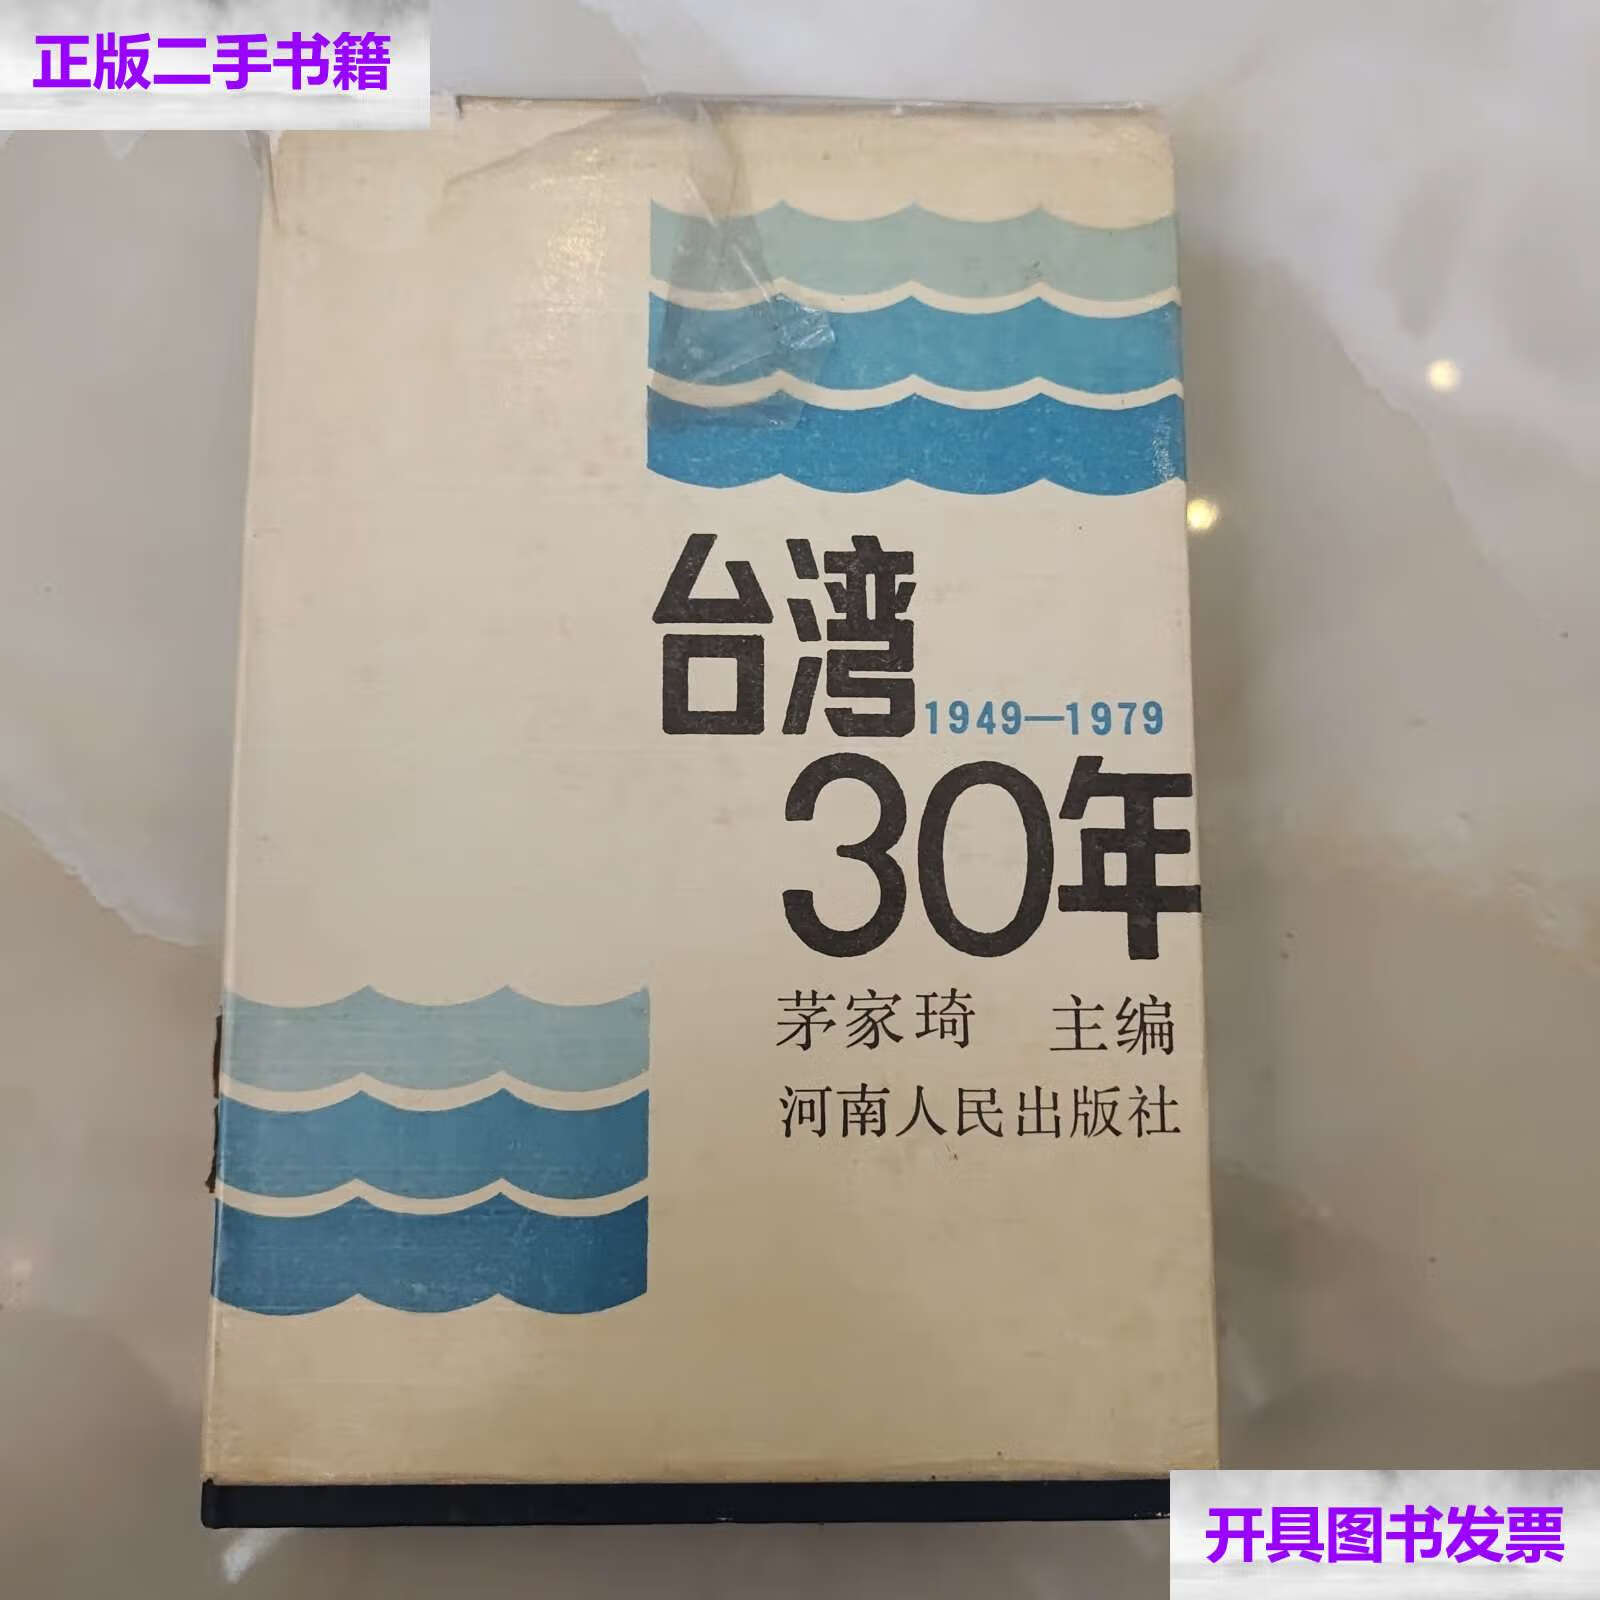 正版二手书籍
台湾
1949—1979
30年
茅家琦 主编
河南人民出版社
开具图书发票